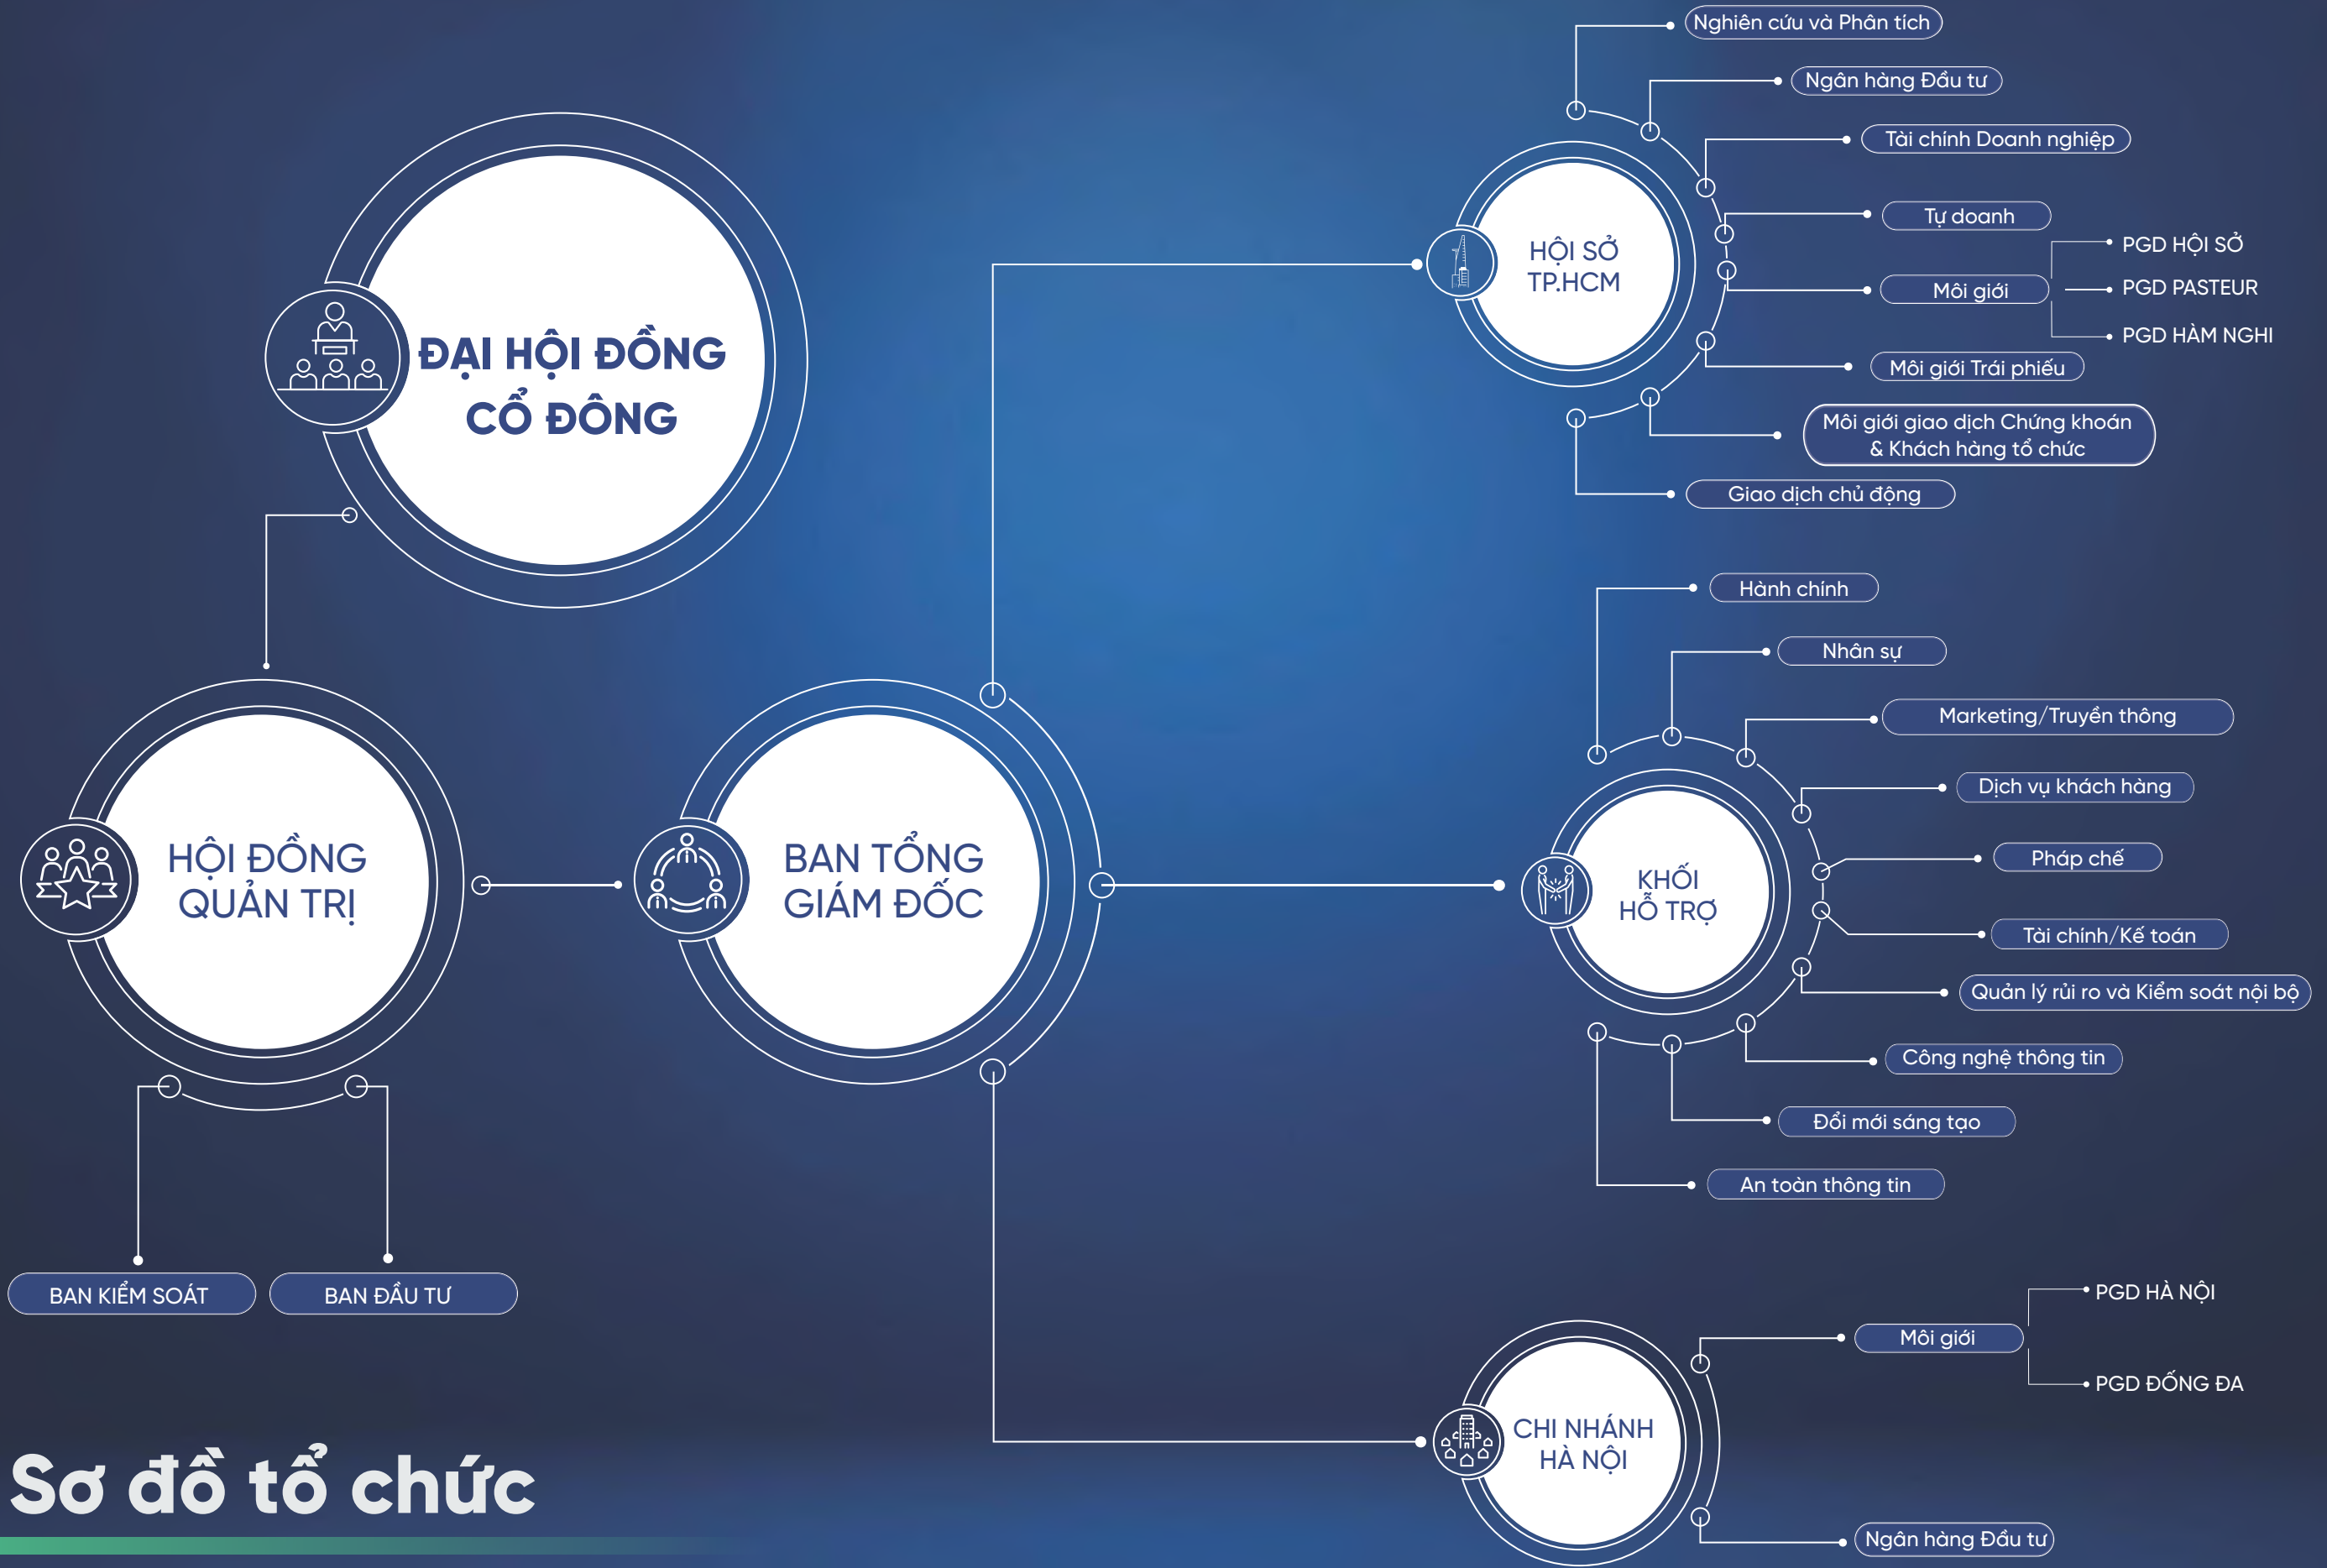 ĐẠI HỘI ĐỒNG
CỔ ĐÔNG
HỘI ĐỒNG
QUẢN TRỊ
BAN KIỂM SOÁT
BAN ĐẦU TƯ
BAN TỔNG
GIÁM ĐỐC
HỘI SỞ
TP.HCM
Nghiên cứu và Phân tích
Ngân hàng Đầu tư
Tài chính Doanh nghiệp
Tự doanh
Môi giới
PGD HỘI SỞ
PGD PASTEUR
PGD HÀM NGHI
Môi giới Trái phiếu
Môi giới giao dịch Chứng khoán
& Khách hàng tổ chức
Giao dịch chủ động
KHỐI
HỖ TRỢ
Hành chính
Nhân sự
Marketing/Truyền thông
Dịch vụ khách hàng
Pháp chế
Tài chính/Kế toán
Quản lý rủi ro và Kiểm soát nội bộ
Công nghệ thông tin
Đổi mới sáng tạo
An toàn thông tin
CHI NHÁNH
HÀ NỘI
Môi giới
PGD HÀ NỘI
PGD ĐỐNG ĐA
Ngân hàng Đầu tư
Sơ đồ tổ chức